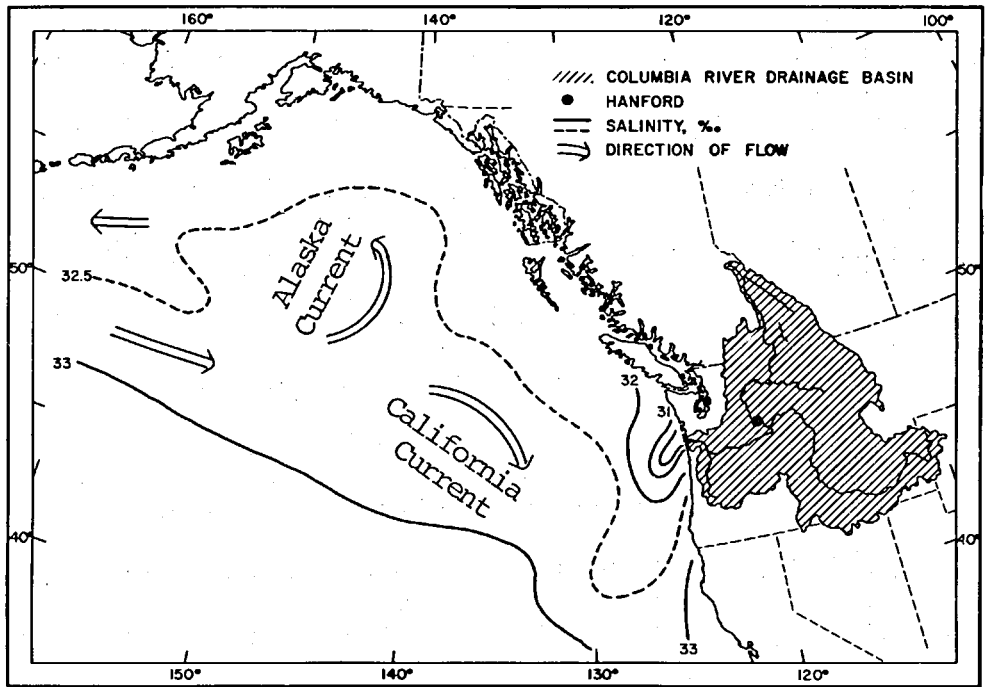 160° 140° 120° 100°
COLUMBIA RIVER DRAINAGE BASIN
HANFORD
SALINITY, ‰
DIRECTION OF FLOW
50° 50°
32.5
Alaska
Current
33
32
31
California
Current
40° 40°
33
150° 140° 130° 120°